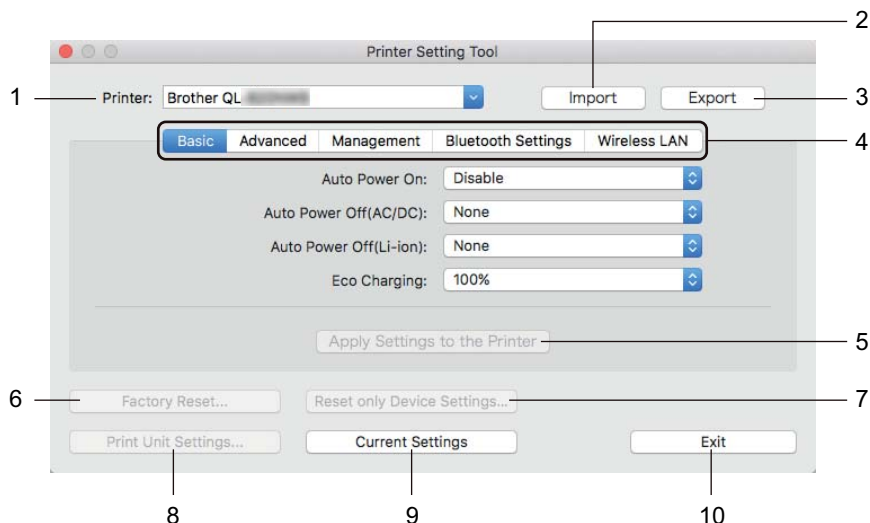 2
Printer Setting Tool
1 Printer: Brother QL Import Export 3
Basic Advanced Management Bluetooth Settings Wireless LAN 4
Auto Power On: Disable
Auto Power Off(AC/DC): None
Auto Power Off(Li-ion): None
Eco Charging: 100%
Apply Settings to the Printer 5
6 Factory Reset... Reset only Device Settings... 7
Print Unit Settings... Current Settings Exit
8 9 10